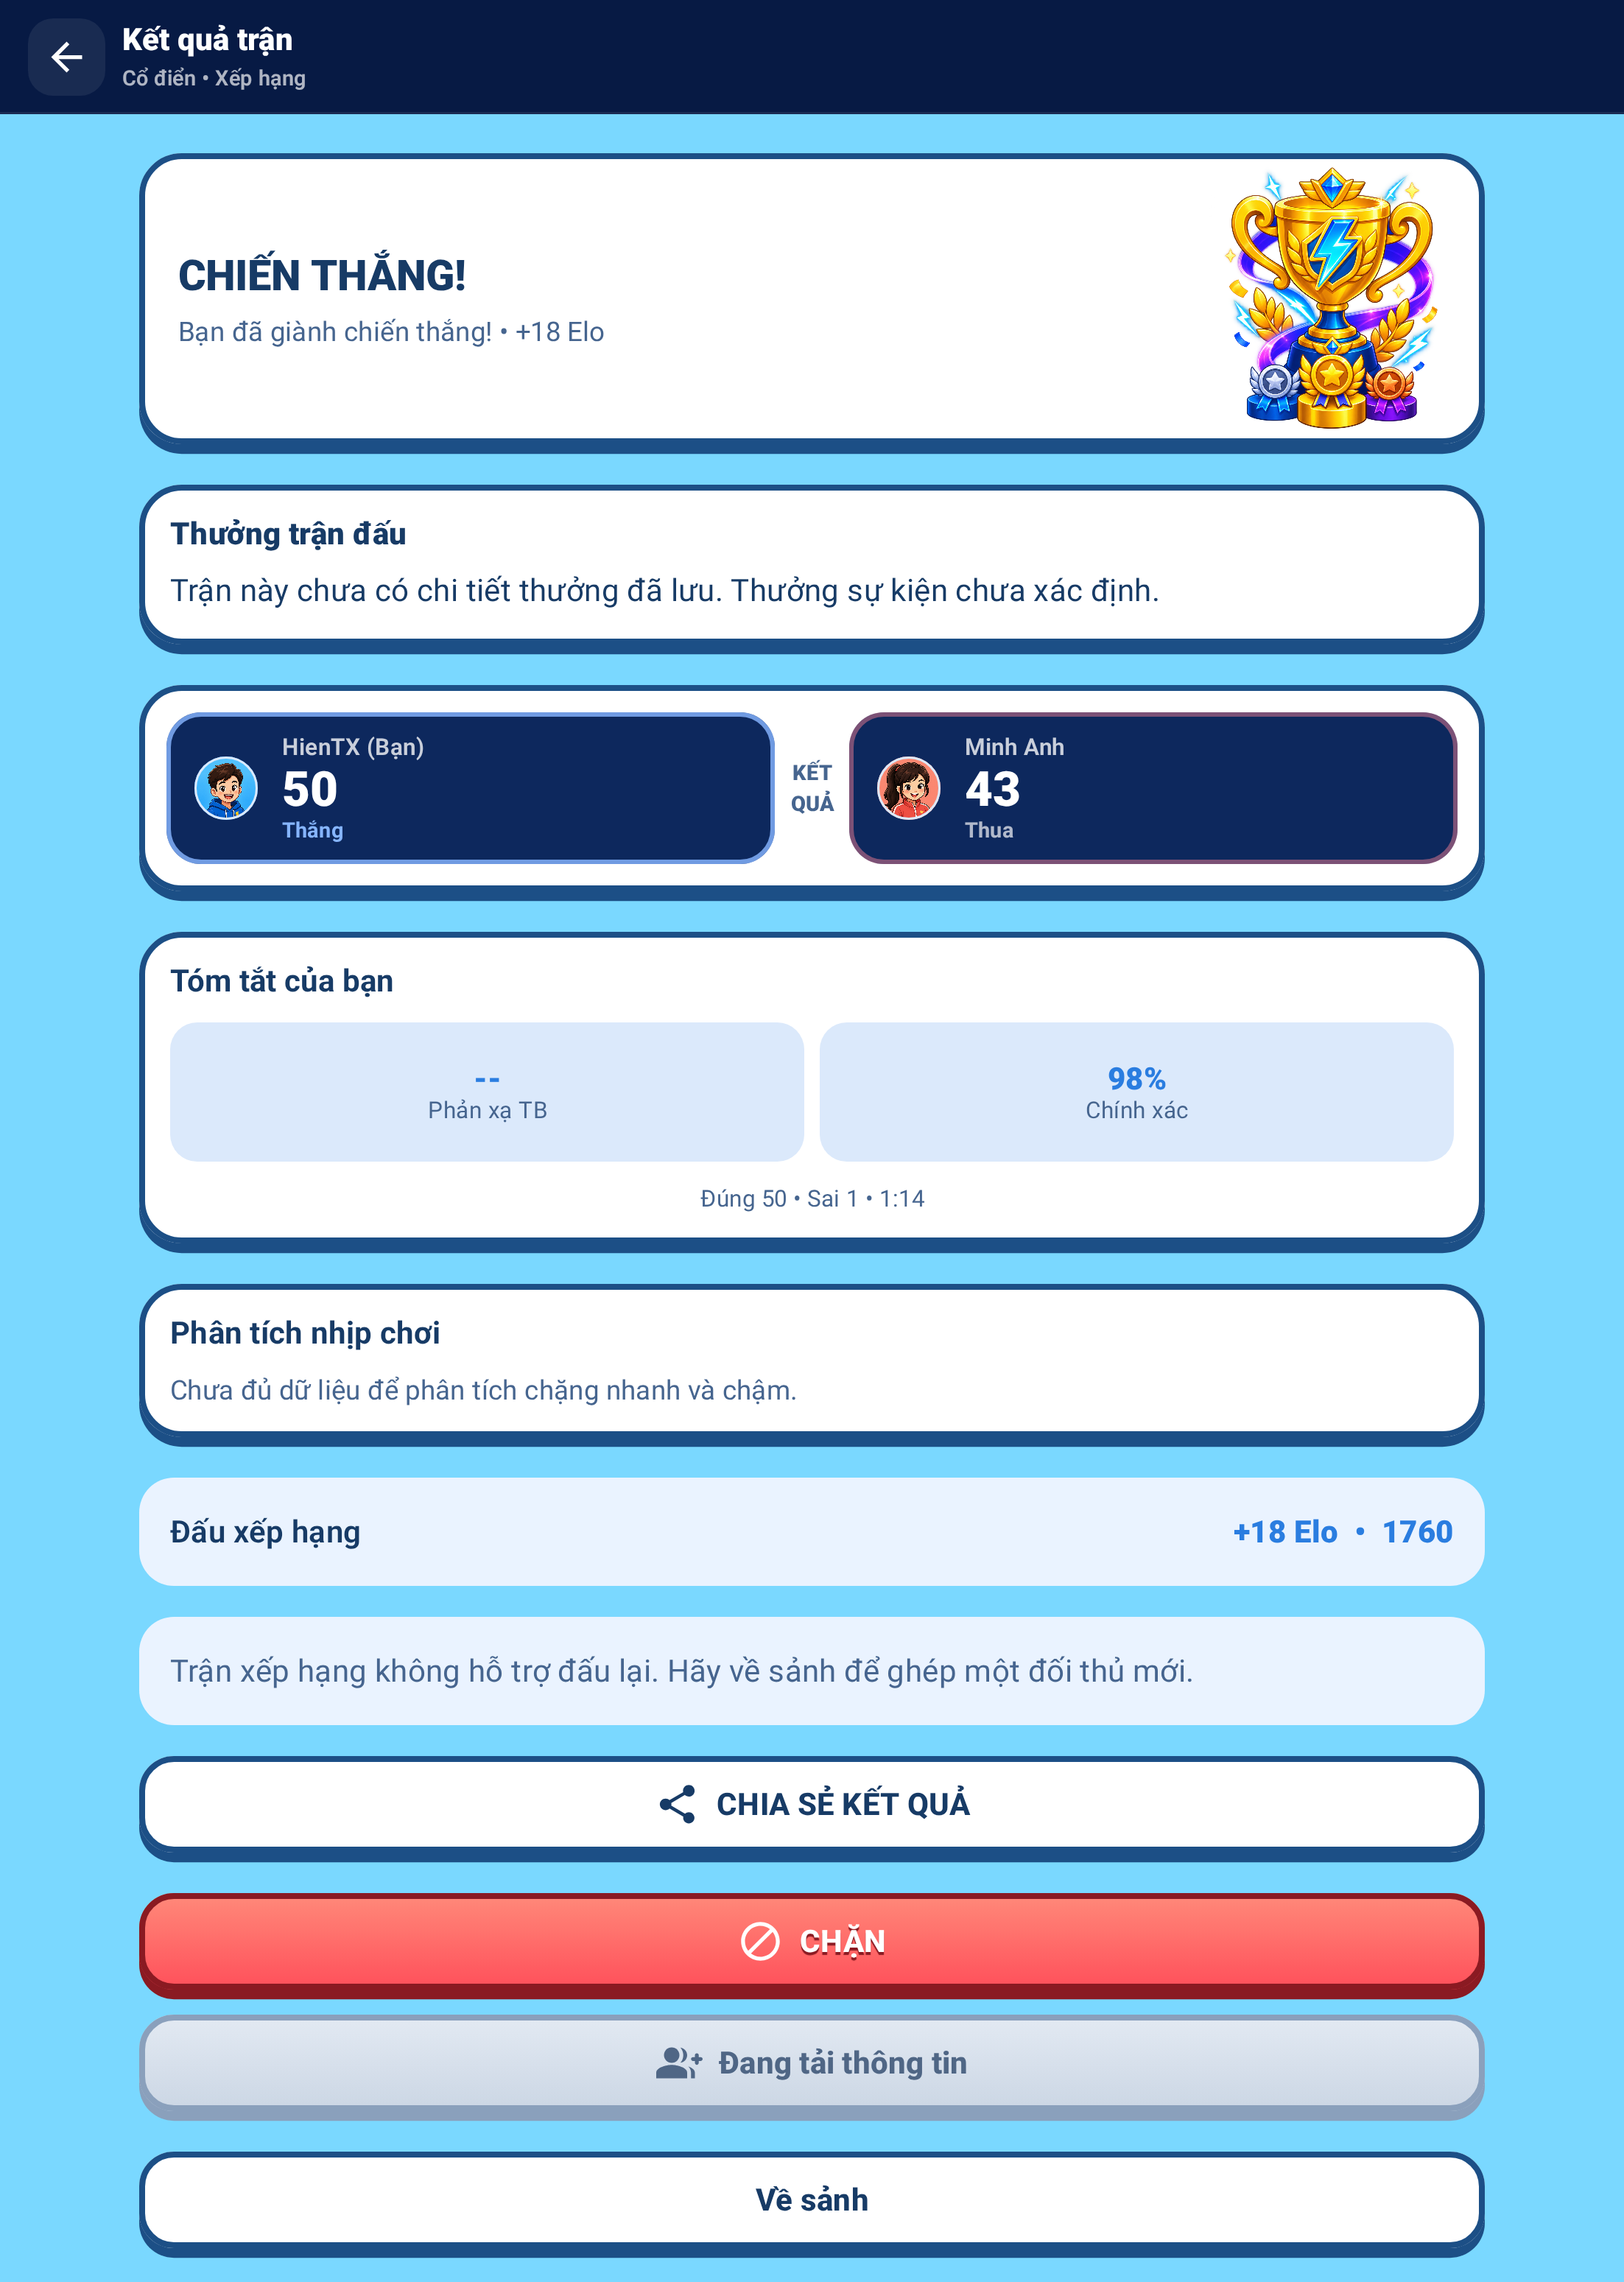 Kết quả trận
Cổ điển • Xếp hạng
CHIẾN THẮNG!
Bạn đã giành chiến thắng! • +18 Elo
Thưởng trận đấu
Trận này chưa có chi tiết thưởng đã lưu. Thưởng sự kiện chưa xác định.
HienTX (Bạn)
50
Thắng
KẾT
QUẢ
Minh Anh
43
Thua
Tóm tắt của bạn
--
Phản xạ TB
98%
Chính xác
Đúng 50 • Sai 1 • 1:14
Phân tích nhịp chơi
Chưa đủ dữ liệu để phân tích chặng nhanh và chậm.
Đấu xếp hạng
+18 Elo • 1760
Trận xếp hạng không hỗ trợ đấu lại. Hãy về sảnh để ghép một đối thủ mới.
CHIA SẺ KẾT QUẢ
CHẶN
Đang tải thông tin
Về sảnh